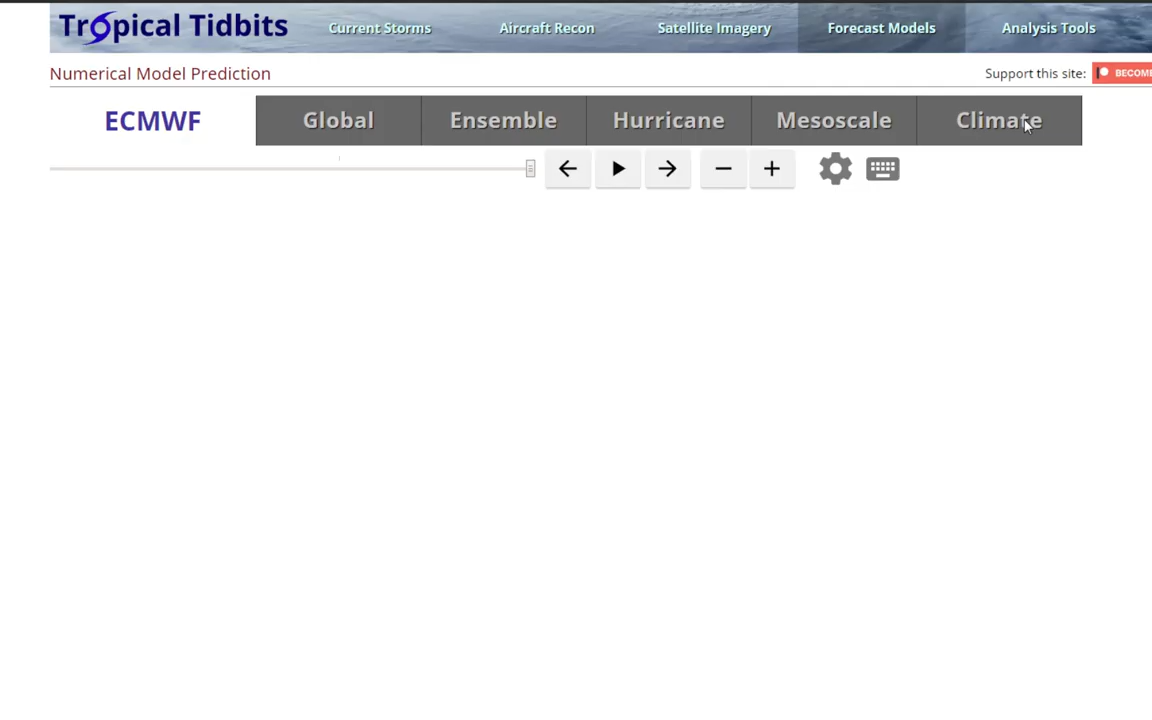 Tropical Tidbits
Current Storms
Aircraft Recon
Satellite Imagery
Forecast Models
Analysis Tools
Numerical Model Prediction
Support this site:
BECOME
ECMWF
Global
Ensemble
Hurricane
Mesoscale
Climate